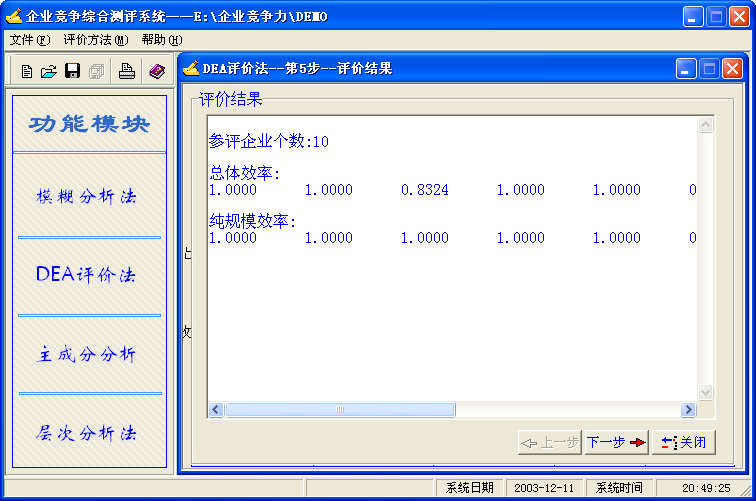 企业竞争综合测评系统——E:\企业竞争力\DEMO
文件(F) 评价方法(M) 帮助(H)
DEA评价法--第5步--评价结果
功能模块
模糊分析法
DEA评价法
主成分分析
层次分析法
评价结果
参评企业个数:10
总体效率:
1.0000 1.0000 0.8324 1.0000 1.0000 0
纯规模效率:
1.0000 1.0000 1.0000 1.0000 1.0000 0
上一步 下一步 关闭
系统日期 2003-12-11 系统时间 20:49:25